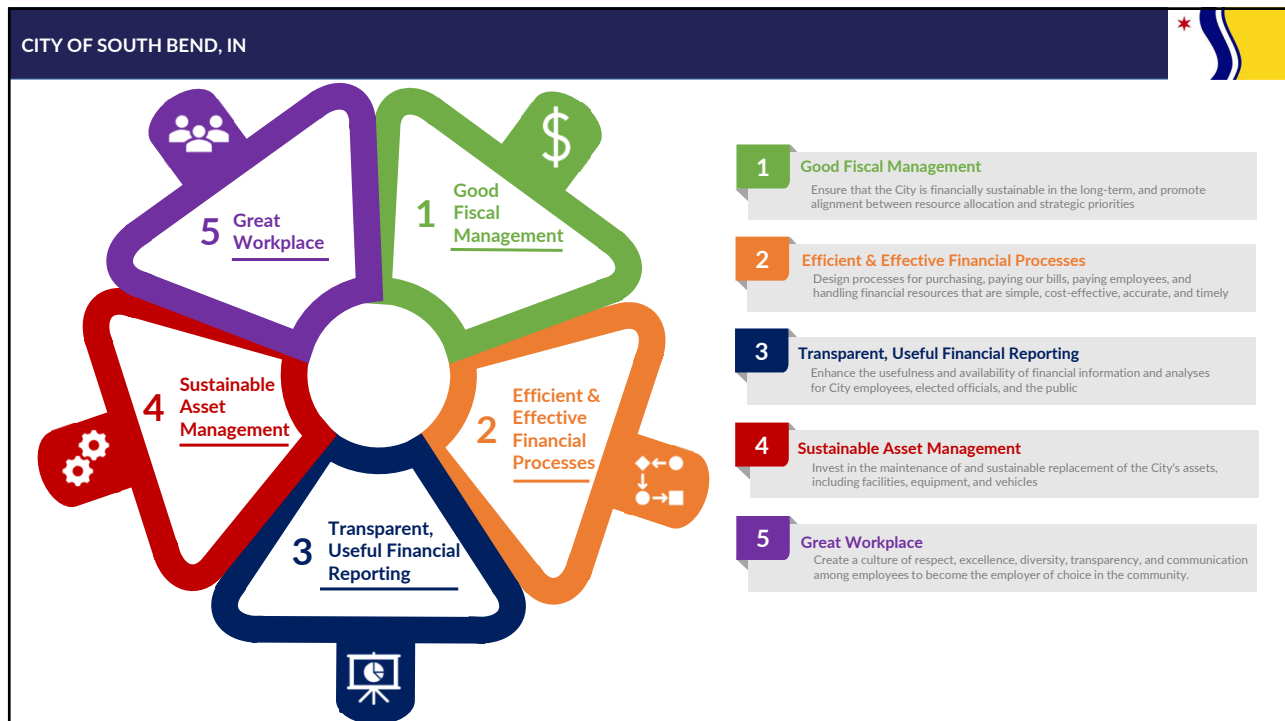 CITY OF SOUTH BEND, IN
5
Great
Workplace
1
Good
Fiscal
Management
4
Sustainable
Asset
Management
2
Efficient &
Effective
Financial
Processes
3
Transparent,
Useful Financial
Reporting
1
Good Fiscal Management
Ensure that the City is financially sustainable in the long-term, and promote
alignment between resource allocation and strategic priorities
2
Efficient & Effective Financial Processes
Design processes for purchasing, paying our bills, paying employees, and
handling financial resources that are simple, cost-effective, accurate, and timely
3
Transparent, Useful Financial Reporting
Enhance the usefulness and availability of financial information and analyses
for City employees, elected officials, and the public
4
Sustainable Asset Management
Invest in the maintenance of and sustainable replacement of the City's assets,
including facilities, equipment, and vehicles
5
Great Workplace
Create a culture of respect, excellence, diversity, transparency, and communication
among employees to become the employer of choice in the community.